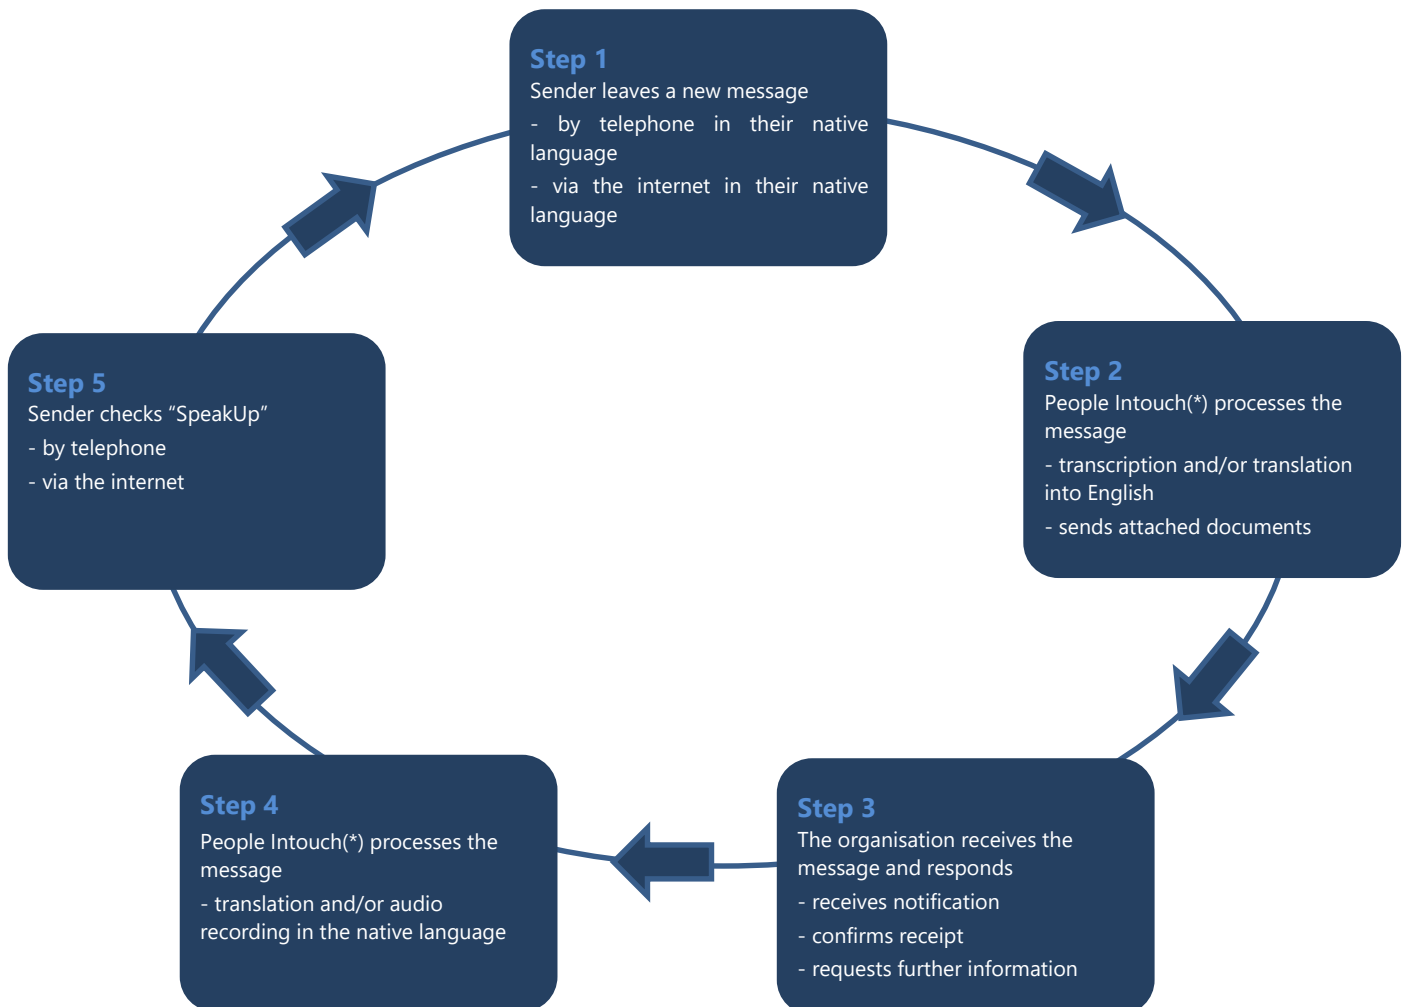 Step 1
Sender leaves a new message
- by telephone in their native
language
- via the internet in their native
language
Step 2
People Intouch(*) processes the
message
- transcription and/or translation
into English
- sends attached documents
Step 3
The organisation receives the
message and responds
- receives notification
- confirms receipt
- requests further information
Step 4
People Intouch(*) processes the
message
- translation and/or audio
recording in the native language
Step 5
Sender checks “SpeakUp”
- by telephone
- via the internet